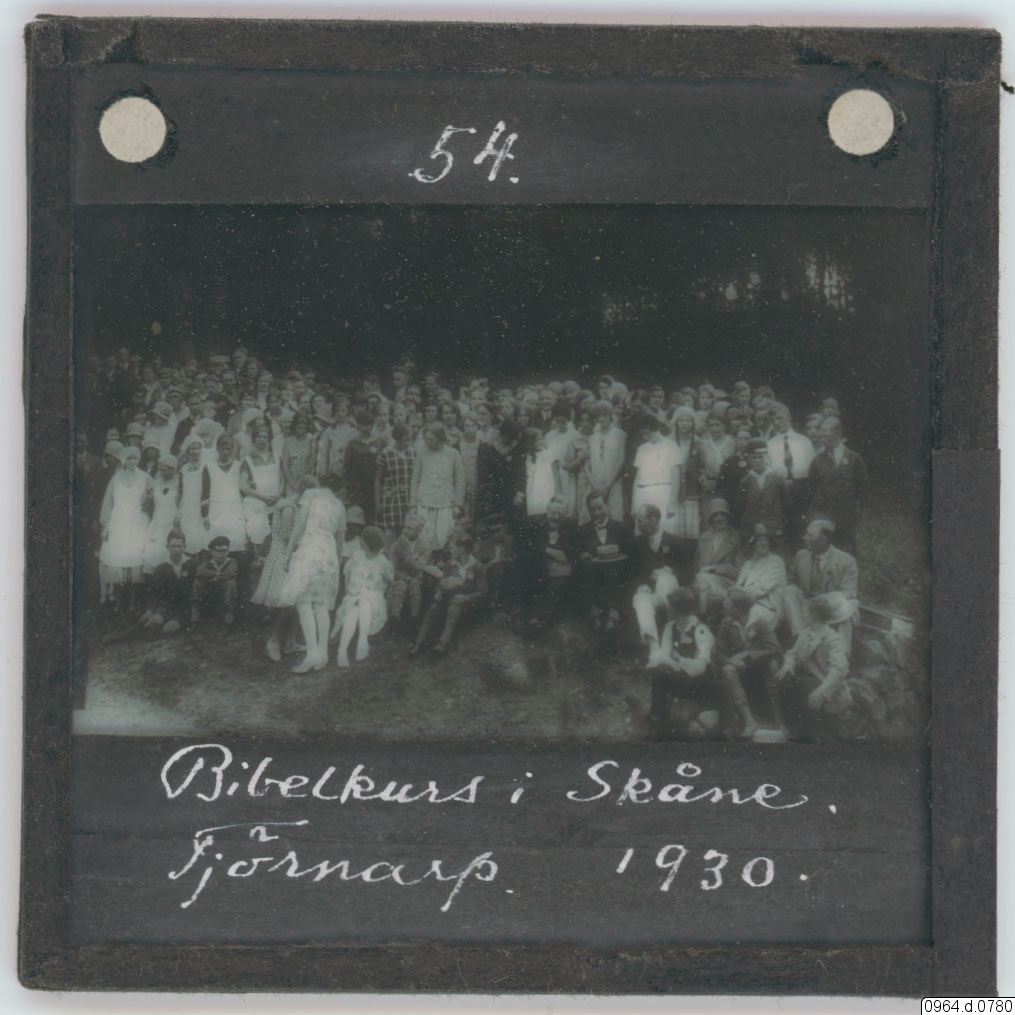 54.
Bibelkurs i Skåne.
Tjörnarp. 1930.
0964.d.0780